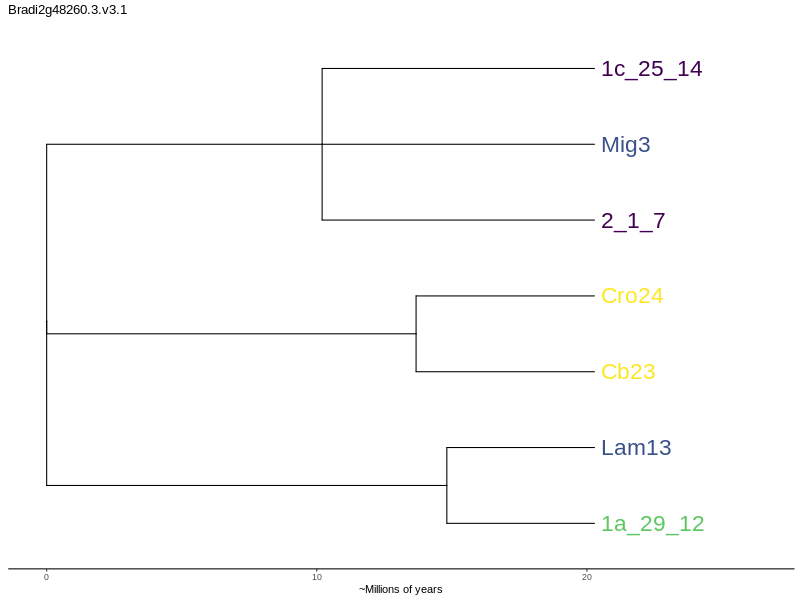 Bradi2g48260.3.v3.1
1c_25_14
Mig3
2_1_7
Cro24
Cb23
Lam13
1a_29_12
0 10 20
~Millions of years